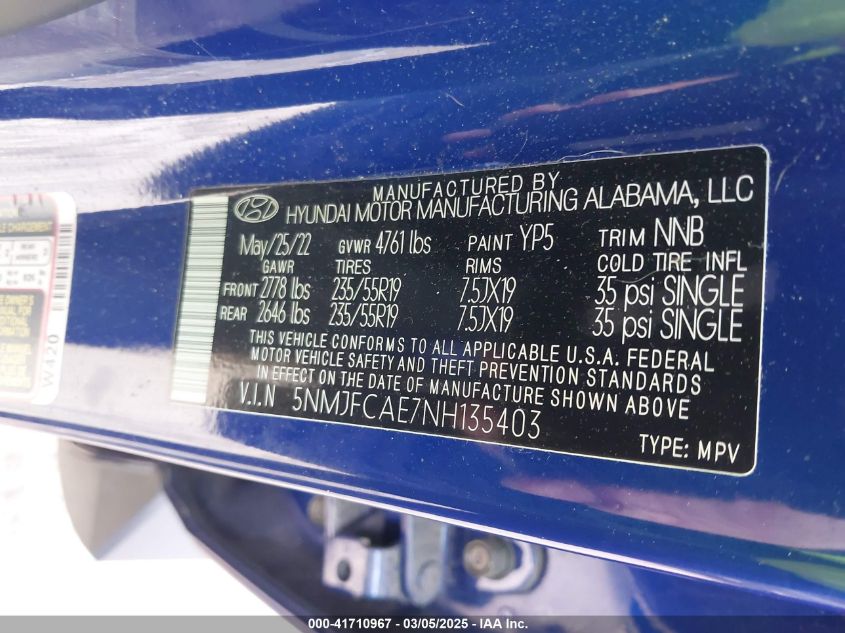 MANUFACTURED BY
HYUNDAI MOTOR MANUFACTURING ALABAMA, LLC
May/25/22 GVWR 4761 lbs PAINT YP5 TRIM NNB
GAWR TIRES RIMS COLD TIRE INFL
FRONT 2778 lbs 235/55R19 7.5JX19 35 psi SINGLE
REAR 2646 lbs 235/55R19 7.5JX19 35 psi SINGLE
THIS VEHICLE CONFORMS TO ALL APPLICABLE U.S.A. FEDERAL
MOTOR VEHICLE SAFETY AND THEFT PREVENTION STANDARDS
IN EFFECT ON THE DATE OF MANUFACTURE SHOWN ABOVE
V.I.N 5NMJFCAE7NH135403
TYPE: MPV
W420
000-41710967 - 03/05/2025 - IAA Inc.